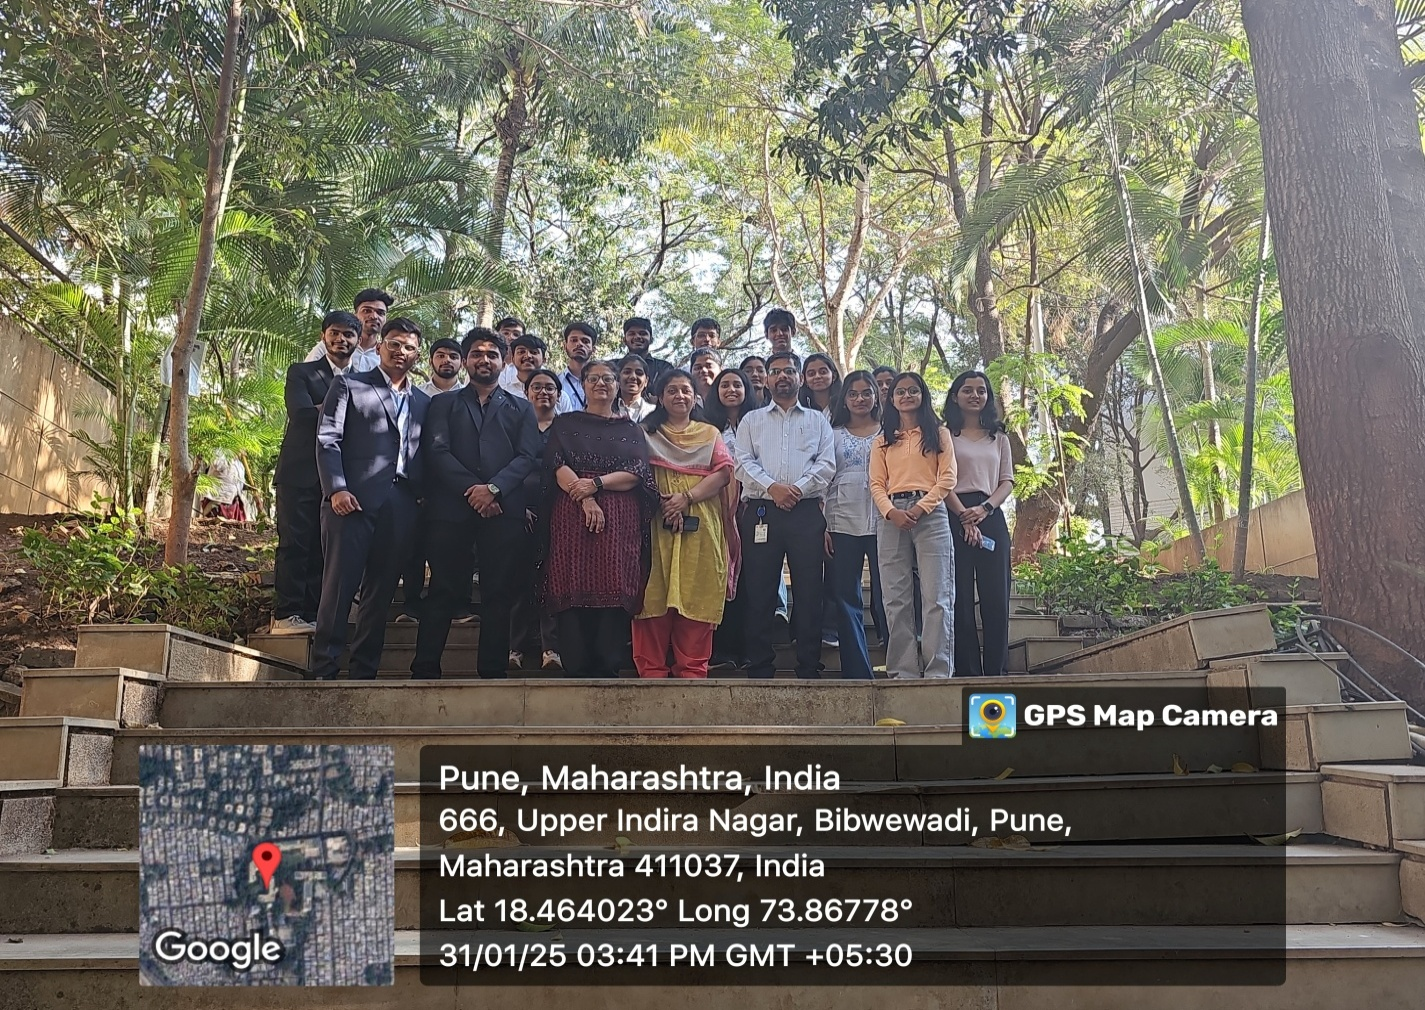 GPS Map Camera
Pune, Maharashtra, India
666, Upper Indira Nagar, Bibwewadi, Pune,
Maharashtra 411037, India
Lat 18.464023° Long 73.86778°
31/01/25 03:41 PM GMT +05:30
Google